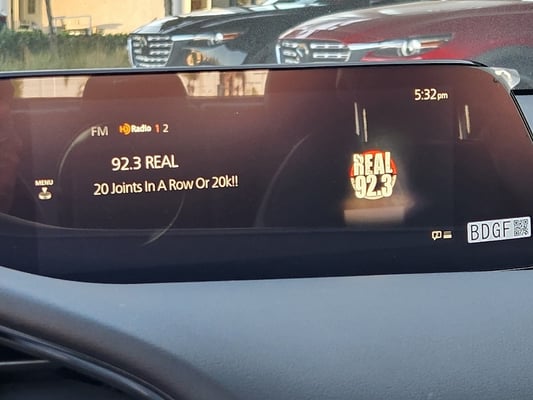 5:32pm
FM HD Radio 1 2
92.3 REAL
20 Joints In A Row Or 20k!!
MENU
REAL
92.3
BDGF